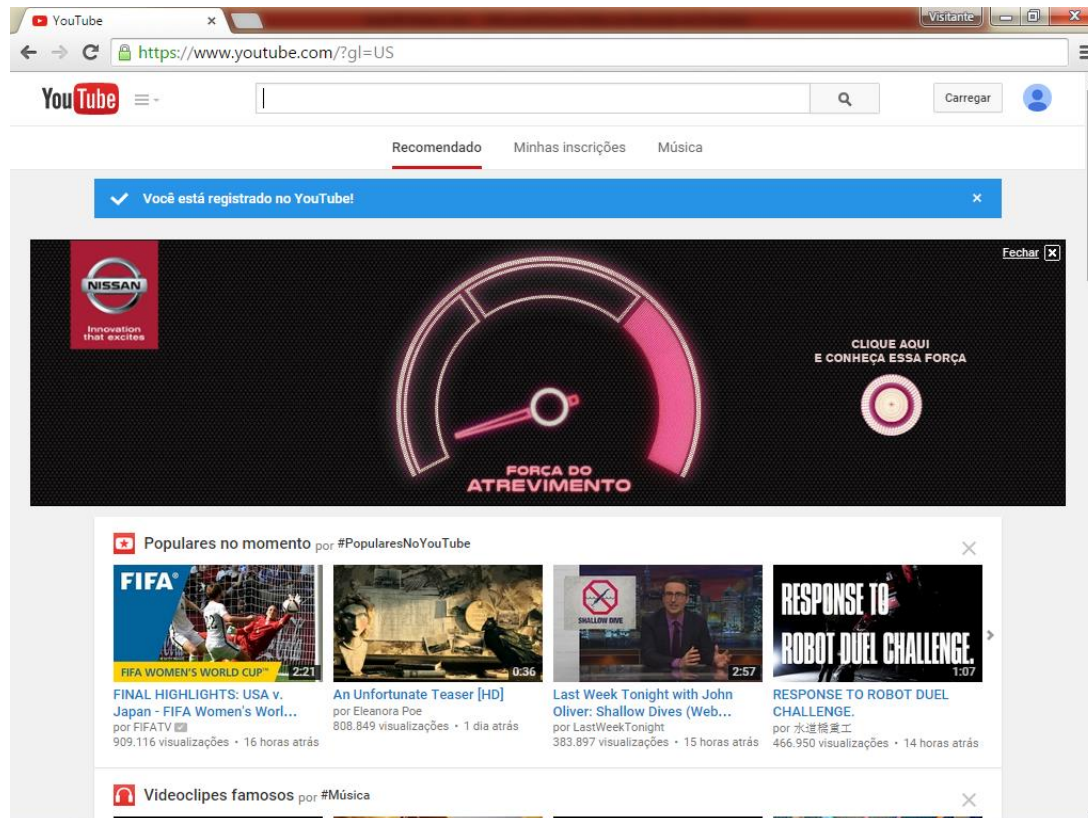 YouTube
Visitante
https://www.youtube.com/?gl=US
YouTube
Carregar
Recomendado Minhas inscrições Música
Você está registrado no YouTube!
Fechar
NISSAN
Innovation
that excites
CLIQUE AQUI
E CONHEÇA ESSA FORÇA
FORÇA DO
ATREVIMENTO
Populares no momento por #PopularesNoYouTube
FIFA
FIFA WOMEN'S WORLD CUP™ 2:21
0:36
SHALLOW DIVE
2:57
RESPONSE TO
ROBOT DUEL CHALLENGE.
1:07
FINAL HIGHLIGHTS: USA v.
Japan - FIFA Women's Worl...
por FIFATV
909.116 visualizações • 16 horas atrás
An Unfortunate Teaser [HD]
por Eleanora Poe
808.849 visualizações • 1 dia atrás
Last Week Tonight with John
Oliver: Shallow Dives (Web...
por LastWeekTonight
383.897 visualizações • 15 horas atrás
RESPONSE TO ROBOT DUEL
CHALLENGE.
por 水道橋重工
466.950 visualizações • 14 horas atrás
Videoclipes famosos por #Música